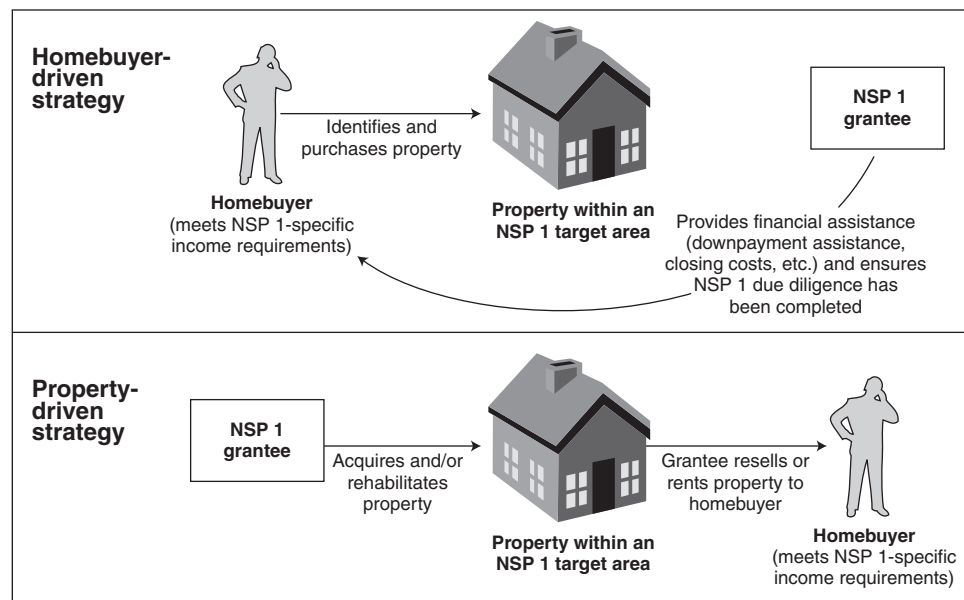 Homebuyer-
driven
strategy
Identifies and
purchases property
Homebuyer
(meets NSP 1-specific
income requirements)
Property within an
NSP 1 target area
NSP 1
grantee
Provides financial assistance
(downpayment assistance,
closing costs, etc.) and ensures
NSP 1 due diligence has
been completed
Property-
driven
strategy
NSP 1
grantee
Acquires and/or
rehabilitates
property
Property within an
NSP 1 target area
Grantee resells or
rents property to
homebuyer
Homebuyer
(meets NSP 1-specific
income requirements)